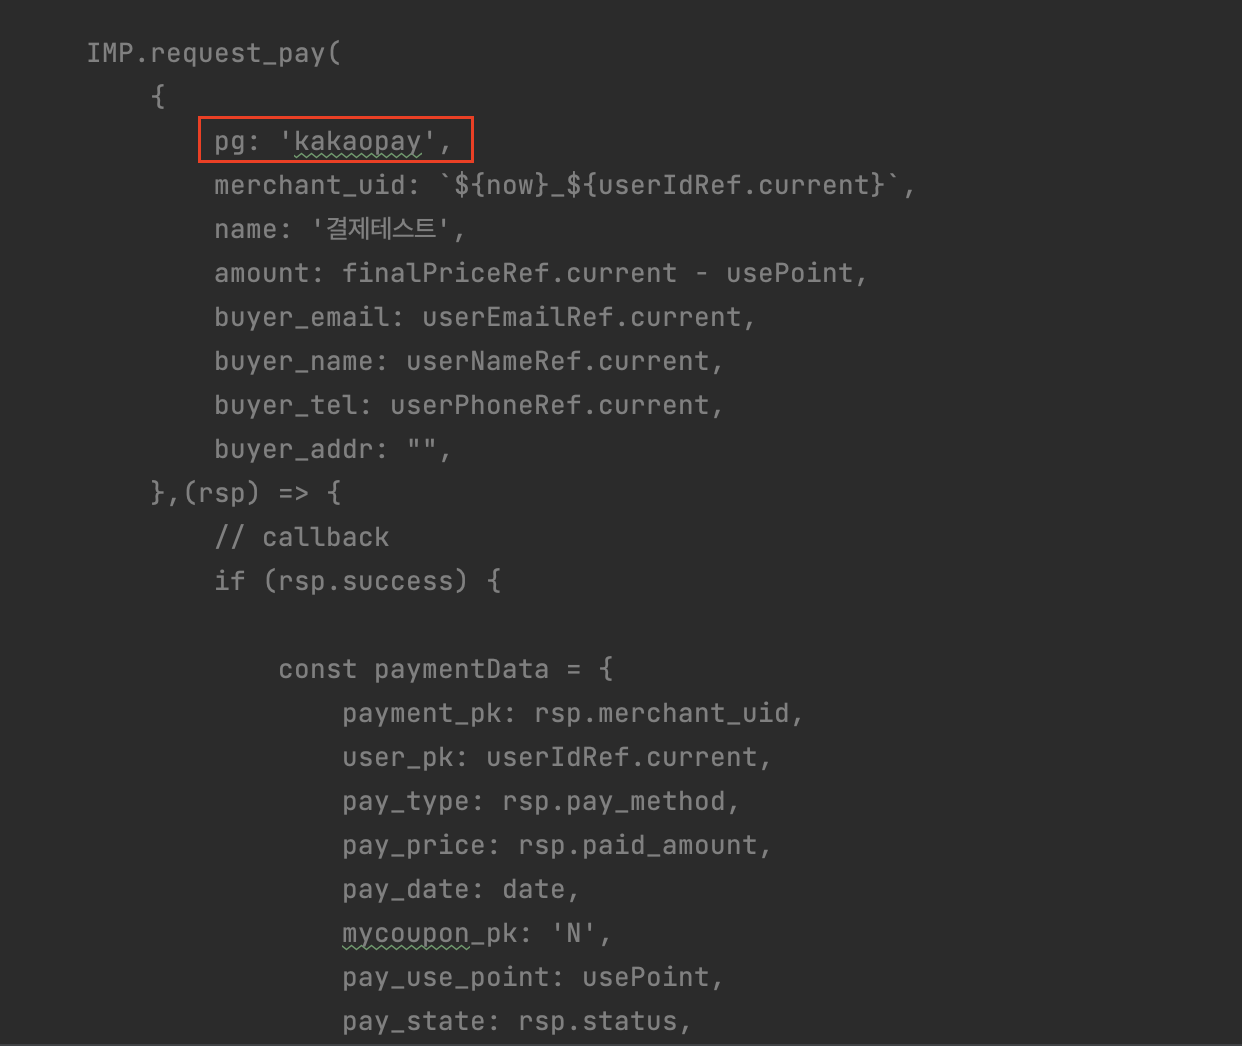 IMP.request_pay(
{
pg: 'kakaopay',
merchant_uid: `${now}_${userIdRef.current}`,
name: '결제테스트',
amount: finalPriceRef.current - usePoint,
buyer_email: userEmailRef.current,
buyer_name: userNameRef.current,
buyer_tel: userPhoneRef.current,
buyer_addr: "",
},(rsp) => {
// callback
if (rsp.success) {
const paymentData = {
payment_pk: rsp.merchant_uid,
user_pk: userIdRef.current,
pay_type: rsp.pay_method,
pay_price: rsp.paid_amount,
pay_date: date,
mycoupon_pk: 'N',
pay_use_point: usePoint,
pay_state: rsp.status,